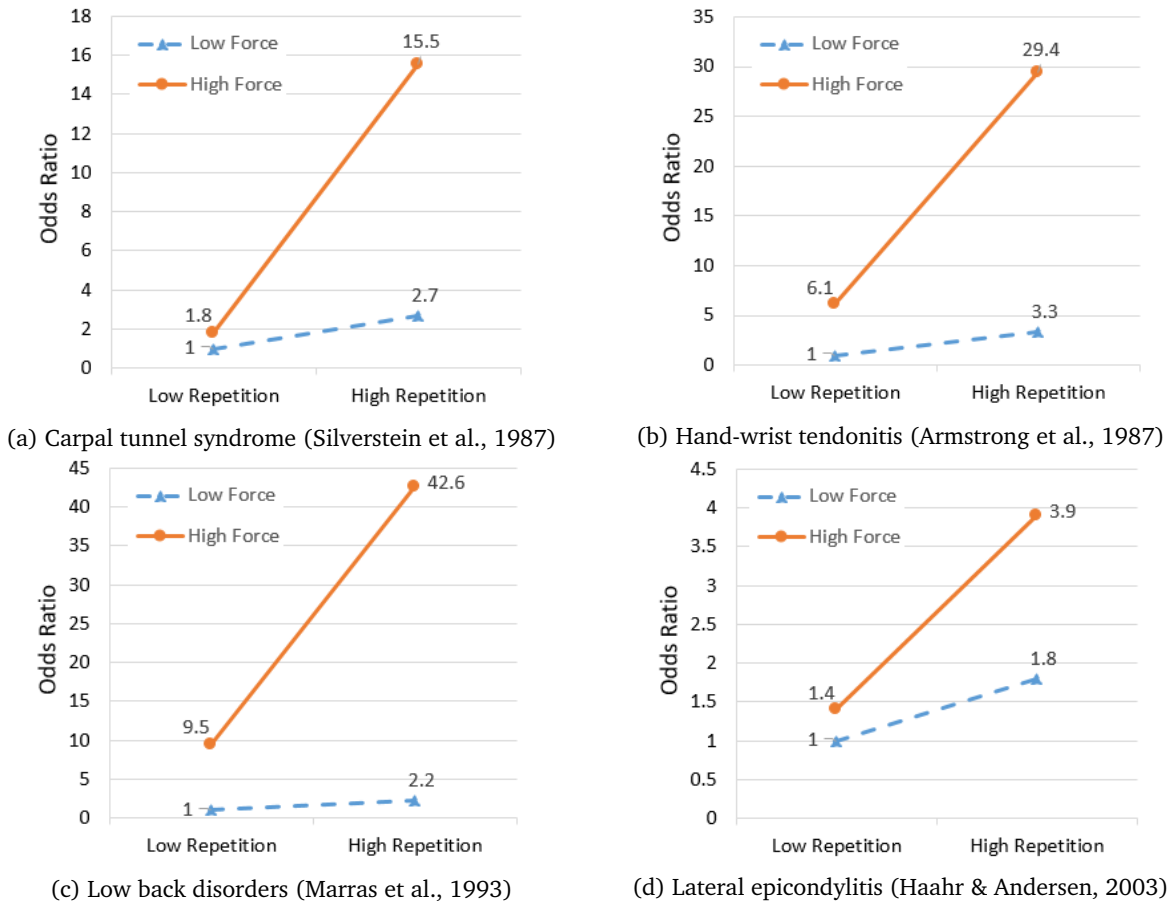 18
16
14
12
10
8
6
4
2
0
Odds Ratio
Low Force
High Force
15.5
1.8
1
2.7
Low Repetition High Repetition
(a) Carpal tunnel syndrome (Silverstein et al., 1987)
35
30
25
20
15
10
5
0
Odds Ratio
Low Force
High Force
29.4
6.1
1
3.3
Low Repetition High Repetition
(b) Hand-wrist tendonitis (Armstrong et al., 1987)
45
40
35
30
25
20
15
10
5
0
Odds Ratio
Low Force
High Force
42.6
9.5
1
2.2
Low Repetition High Repetition
(c) Low back disorders (Marras et al., 1993)
4.5
4
3.5
3
2.5
2
1.5
1
0.5
0
Odds Ratio
Low Force
High Force
3.9
1.4
1
1.8
Low Repetition High Repetition
(d) Lateral epicondylitis (Haahr & Andersen, 2003)